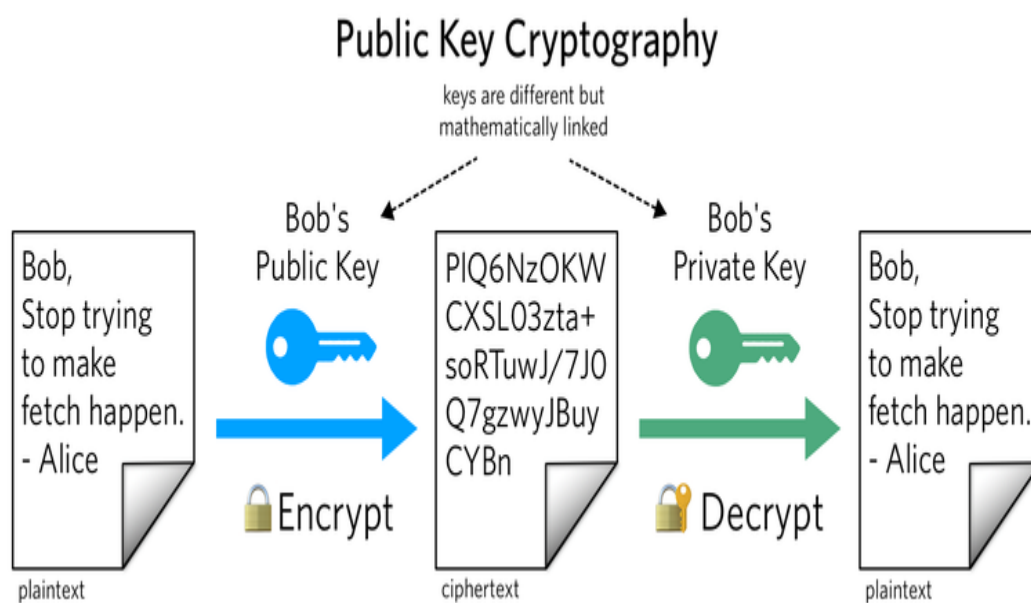 Public Key Cryptography
keys are different but
mathematically linked
Bob,
Stop trying
to make
fetch happen.
- Alice
plaintext
Bob's
Public Key
Encrypt
PIQ6NzOKW
CXSL03zta+
soRTuwJ/7J0
Q7gzwyJBuy
CYBn
ciphertext
Bob's
Private Key
Decrypt
Bob,
Stop trying
to make
fetch happen.
- Alice
plaintext